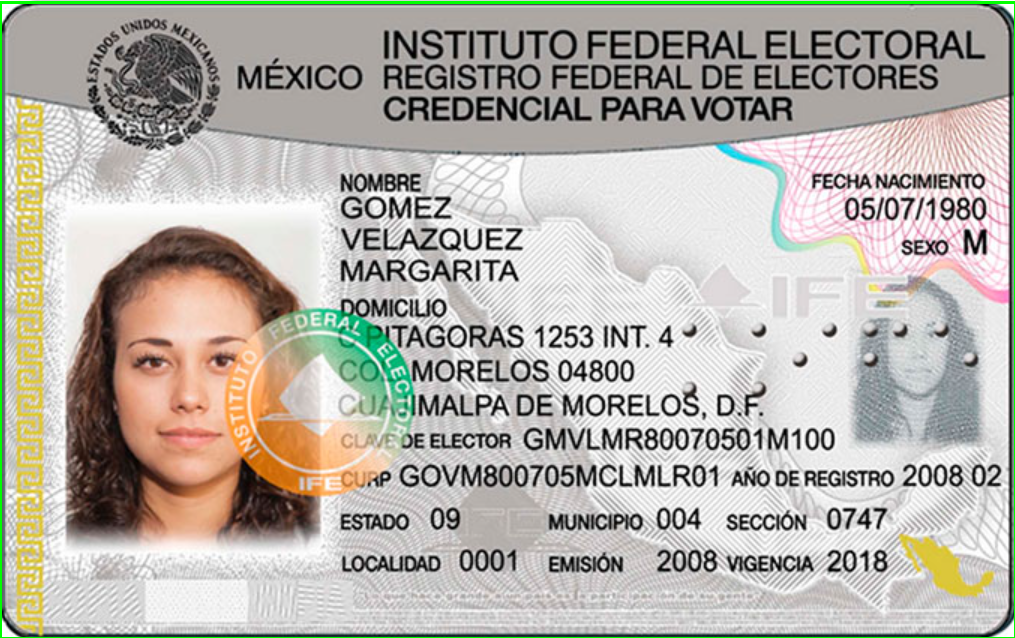 ESTADOS UNIDOS MEXICANOS
MÉXICO
INSTITUTO FEDERAL ELECTORAL
REGISTRO FEDERAL DE ELECTORES
CREDENCIAL PARA VOTAR
NOMBRE
GOMEZ
VELAZQUEZ
MARGARITA
FECHA NACIMIENTO
05/07/1980
SEXO M
IFE
DOMICILIO
PITAGORAS 1253 INT. 4
MORELOS 04800
DE MORELOS, D.F.
CLAVE DE ELECTOR GMVLMR80070501M100
CURP GOVM800705MCLMLR01 AÑO DE REGISTRO 2008 02
ESTADO 09 MUNICIPIO 004 SECCIÓN 0747
LOCALIDAD 0001 EMISIÓN 2008 VIGENCIA 2018
INSTITUTO FEDERAL ELECTORAL
IFE